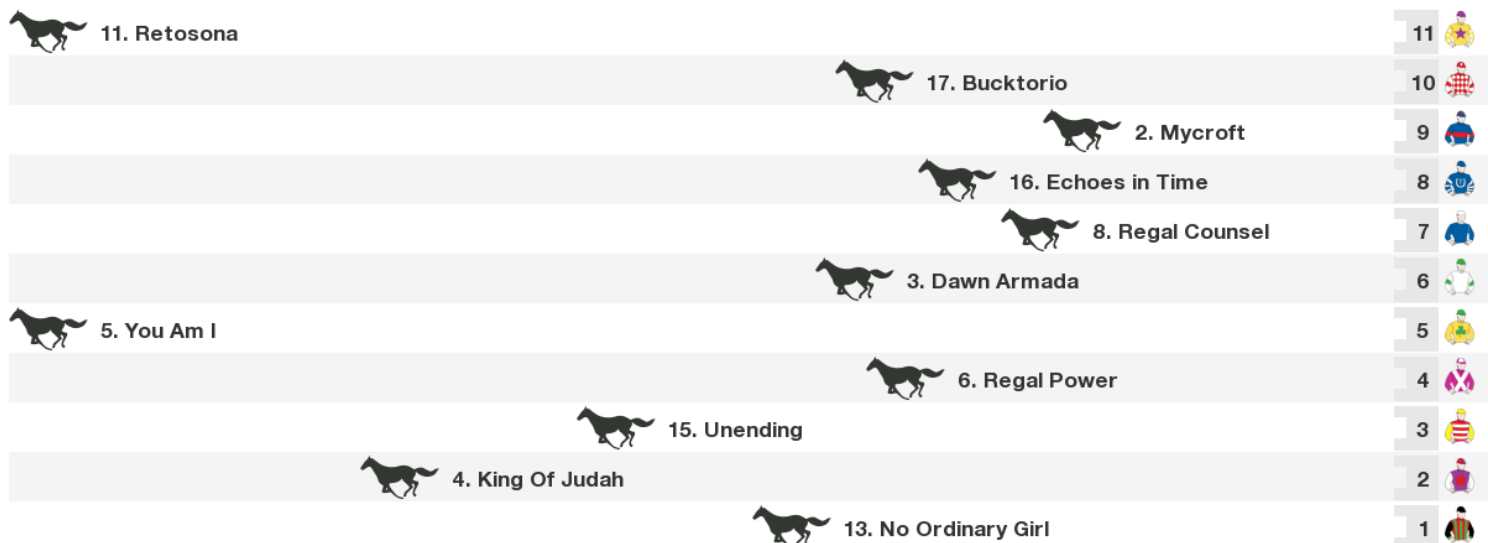 11. Retosona 11
17. Bucktorio 10
2. Mycroft 9
16. Echoes in Time 8
8. Regal Counsel 7
3. Dawn Armada 6
5. You Am I 5
6. Regal Power 4
15. Unending 3
4. King Of Judah 2
13. No Ordinary Girl 1